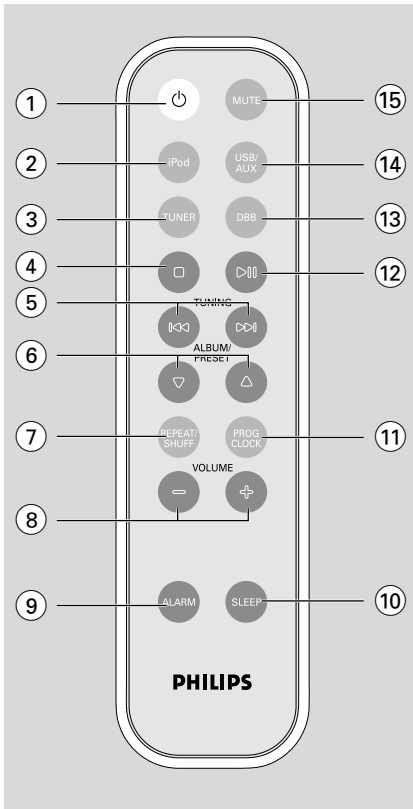 1
MUTE
15
2
iPod
USB/
AUX
14
3
TUNER
DBB
13
4
12
5
TUNING
6
ALBUM/
PRESET
7
REPEAT/
SHUFF
PROG
CLOCK
11
8
VOLUME
9
ALARM
SLEEP
10
PHILIPS